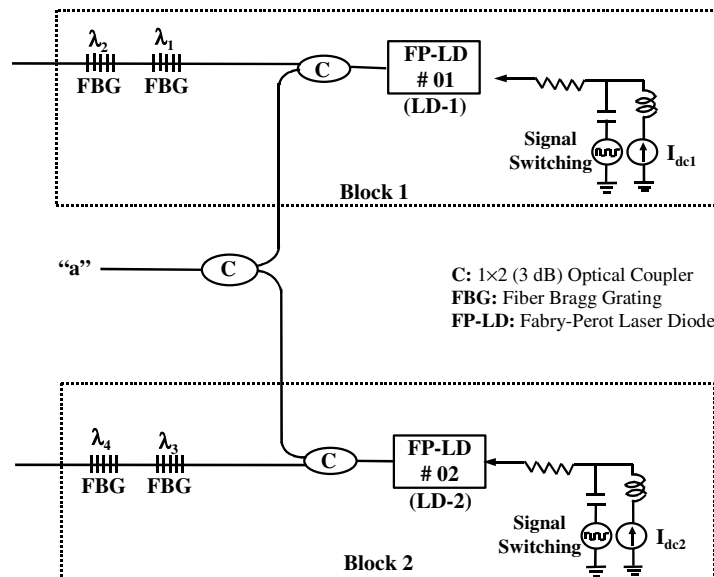 λ2 λ1
FBG FBG
C
FP-LD
# 01
(LD-1)
Signal
Switching
Idc1
Block 1
“a”
C
C: 1×2 (3 dB) Optical Coupler
FBG: Fiber Bragg Grating
FP-LD: Fabry-Perot Laser Diode
λ4 λ3
FBG FBG
C
FP-LD
# 02
(LD-2)
Signal
Switching
Idc2
Block 2